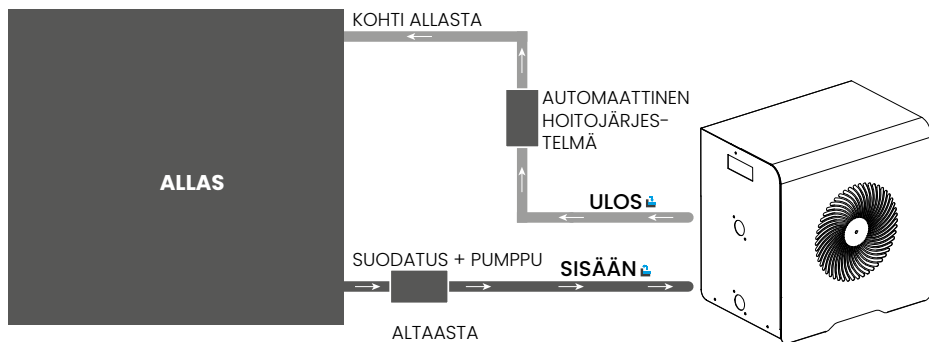 KOHTI ALLASTA
AUTOMAATTINEN
HOITOJÄRJES-
TELMÄ
ALLAS
ULOS
SUODATUS + PUMPPU
SISÄÄN
ALTAASTA